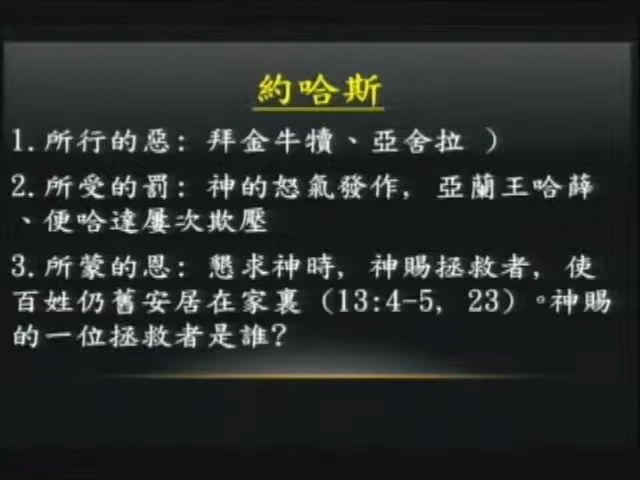 約哈斯
1.所行的惡：拜金牛犢、亞舍拉 ）
2.所受的罰：神的怒氣發作，亞蘭王哈薛
、便哈達屢次欺壓
3.所蒙的恩：懇求神時，神賜拯救者，使
百姓仍舊安居在家裏（13:4-5, 23）。神賜
的一位拯救者是誰？